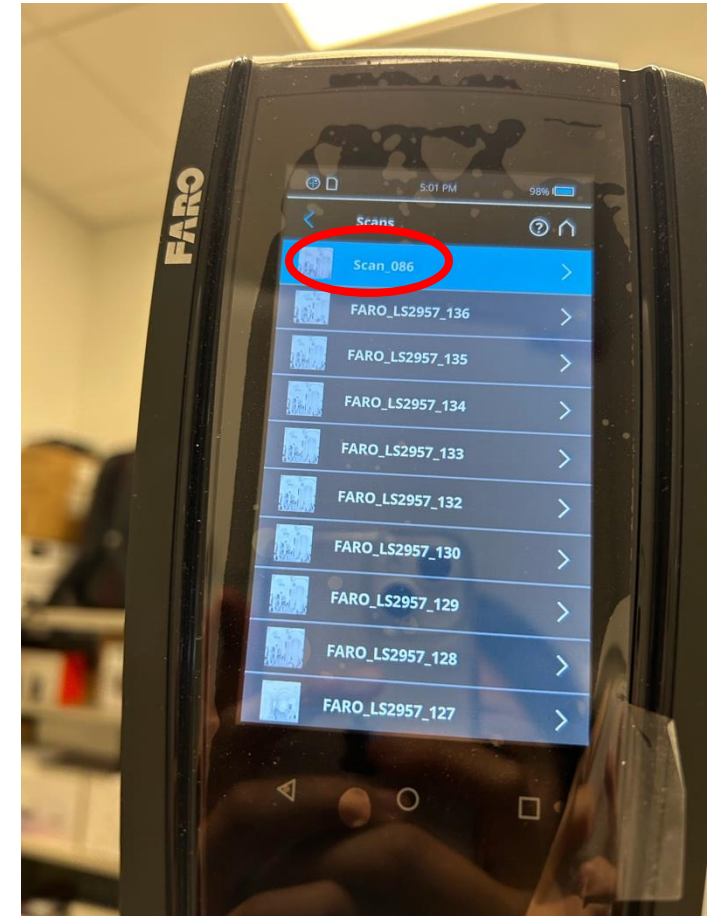 FARO
5:01 PM 98%
Scans
Scan_086
FARO_LS2957_136
FARO_LS2957_135
FARO_LS2957_134
FARO_LS2957_133
FARO_LS2957_132
FARO_LS2957_130
FARO_LS2957_129
FARO_LS2957_128
FARO_LS2957_127